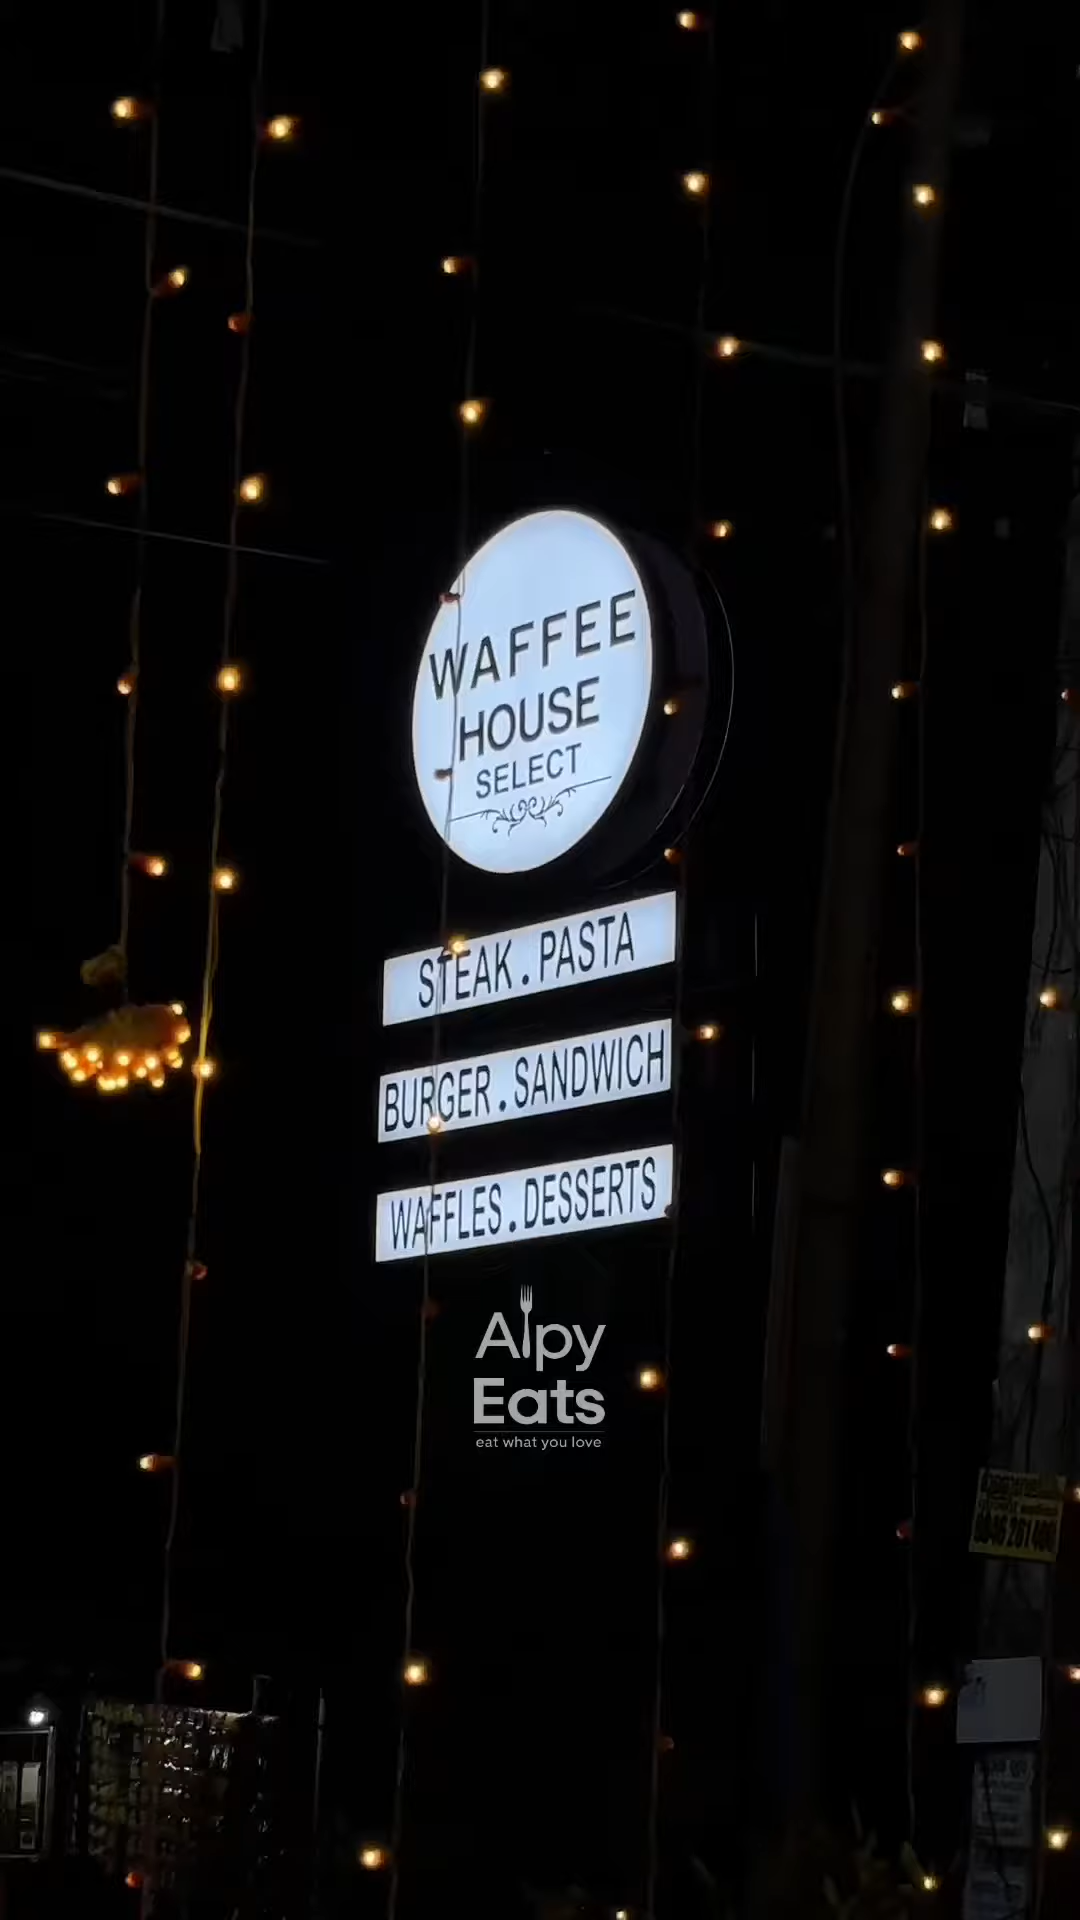 WAFFEE
HOUSE
SELECT
STEAK . PASTA
BURGER . SANDWICH
WAFFLES . DESSERTS
Alpy
Eats
eat what you love